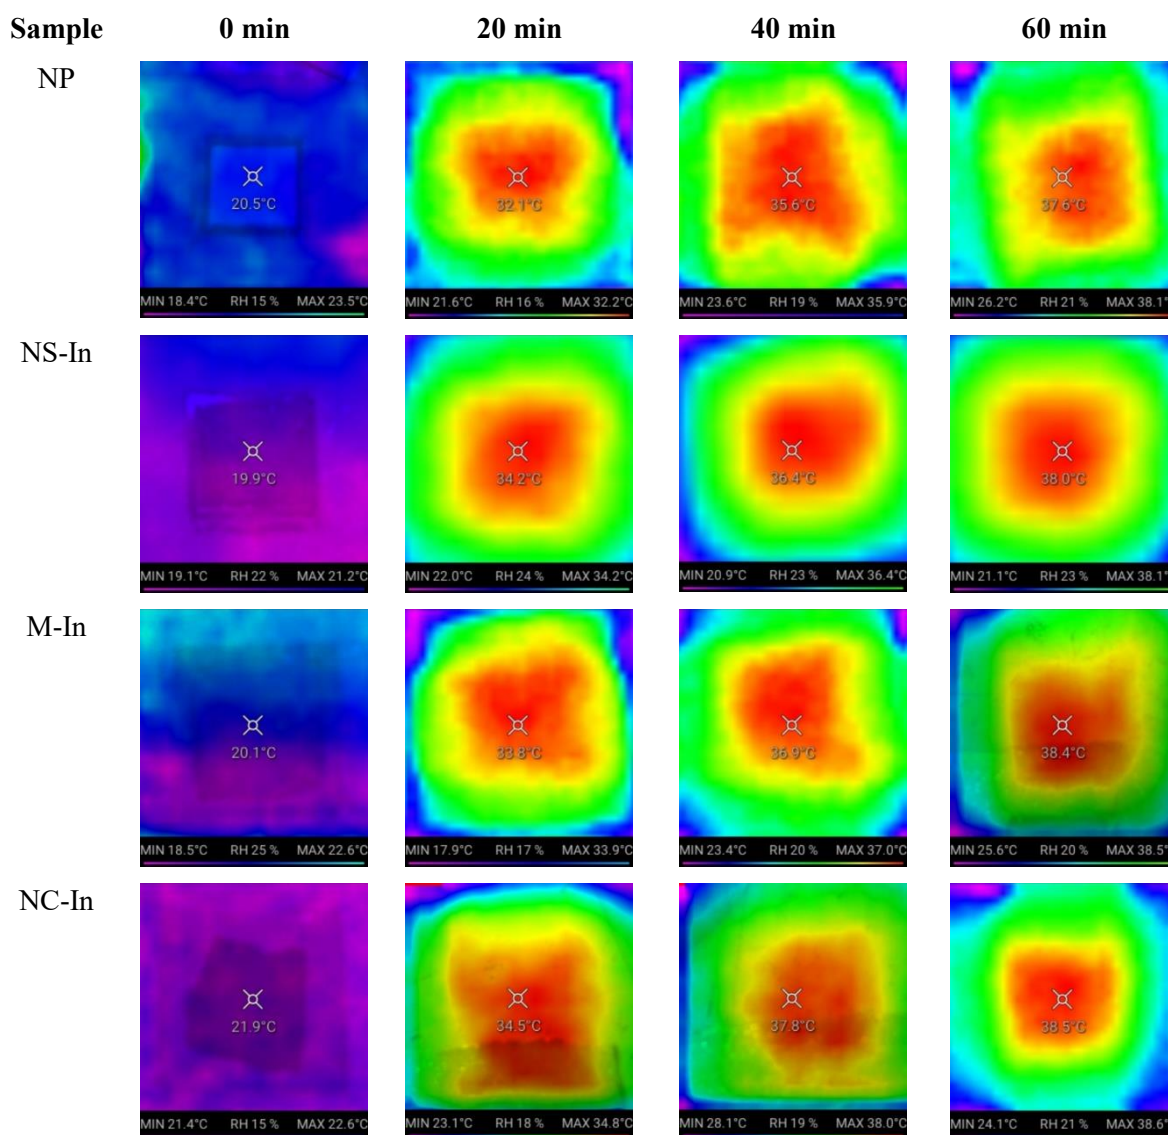 Sample 0 min 20 min 40 min 60 min
NP
20.5°C 32.1°C 35.6°C 37.6°C
MIN 18.4°C RH 15 % MAX 23.5°C MIN 21.6°C RH 16 % MAX 32.2°C MIN 23.6°C RH 19 % MAX 35.9°C MIN 26.2°C RH 21 % MAX 38.1°
NS-In
19.9°C 34.2°C 36.4°C 38.0°C
MIN 19.1°C RH 22 % MAX 21.2°C MIN 22.0°C RH 24 % MAX 34.2°C MIN 20.9°C RH 23 % MAX 36.4°C MIN 21.1°C RH 23 % MAX 38.1°
M-In
20.1°C 33.8°C 36.9°C 38.4°C
MIN 18.5°C RH 25 % MAX 22.6°C MIN 17.9°C RH 17 % MAX 33.9°C MIN 23.4°C RH 20 % MAX 37.0°C MIN 25.6°C RH 20 % MAX 38.5°
NC-In
21.9°C 34.5°C 37.8°C 38.5°C
MIN 21.4°C RH 15 % MAX 22.6°C MIN 23.1°C RH 18 % MAX 34.8°C MIN 28.1°C RH 19 % MAX 38.0°C MIN 24.1°C RH 21 % MAX 38.6°